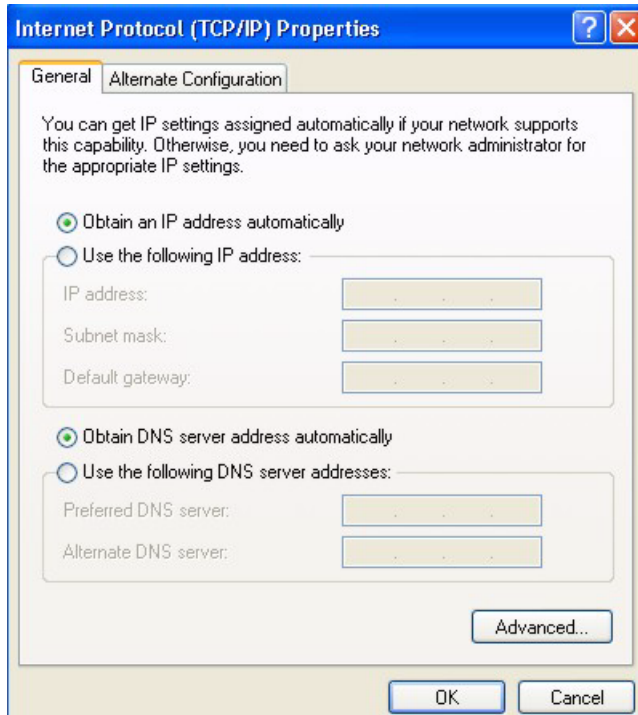 Internet Protocol (TCP/IP) Properties
General
Alternate Configuration
You can get IP settings assigned automatically if your network supports
this capability. Otherwise, you need to ask your network administrator for
the appropriate IP settings.
Obtain an IP address automatically
Use the following IP address:
IP address:
Subnet mask:
Default gateway:
Obtain DNS server address automatically
Use the following DNS server addresses:
Preferred DNS server:
Alternate DNS server:
Advanced...
OK
Cancel